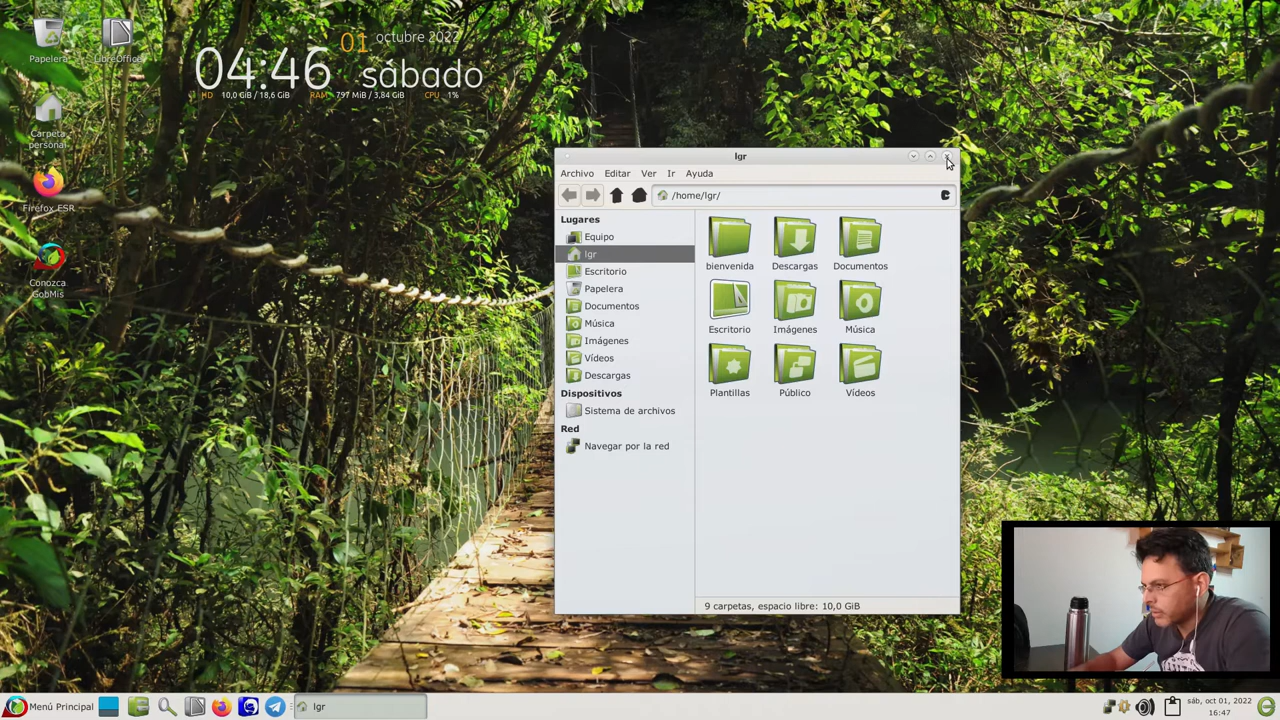 Papelera
LibreOffice
Carpeta
personal
Firefox ESR
Conozca
GobMis
04:46
01
octubre 2022
sábado
HD 10,0 GiB / 18,6 GiB RAM 797 MiB / 3,84 GiB CPU 1%
lgr
Archivo Editar Ver Ir Ayuda
/home/lgr/
Lugares
Equipo
lgr
Escritorio
Papelera
Documentos
Música
Imágenes
Vídeos
Descargas
Dispositivos
Sistema de archivos
Red
Navegar por la red
bienvenida Descargas Documentos
Escritorio Imágenes Música
Plantillas Público Vídeos
9 carpetas, espacio libre: 10,0 GiB
Menú Principal
lgr
sáb, oct 01, 2022
16:47